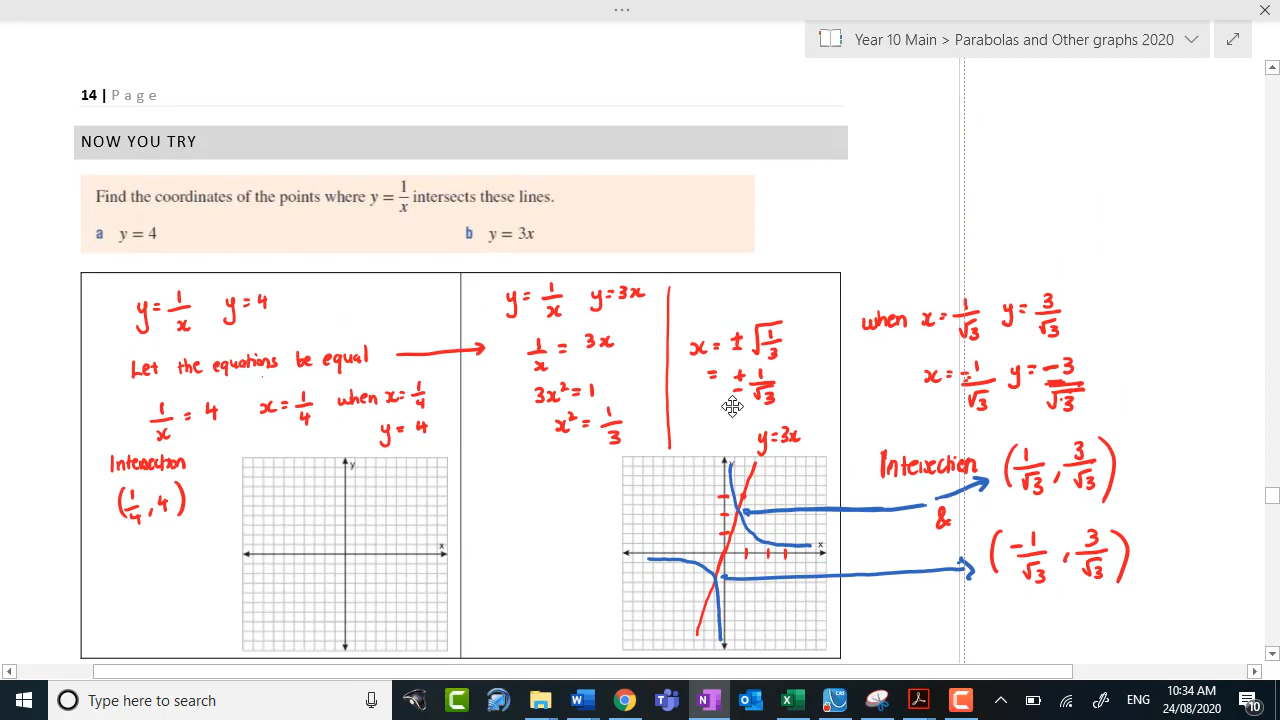 Year 10 Main > Parabolas and Other graphs 2020
14 | Page
NOW YOU TRY
Find the coordinates of the points where y = 1/x intersects these lines.
a y = 4
b y = 3x
y = 1/x y = 4
Let the equations be equal
1/x = 4 x = 1/4 when x = 1/4
y = 4
Intersection
(1/4, 4)
y = 1/x y = 3x
1/x = 3x
3x² = 1
x² = 1/3
x = ± √(1/3)
= ± 1/√3
y = 3x
y
x
y
x
when x = 1/√3 y = 3/√3
x = -1/√3 y = -3/√3
Intersection (1/√3, 3/√3)
&
(-1/√3, 3/√3)
Type here to search
ENG
10:34 AM
24/08/2020
10